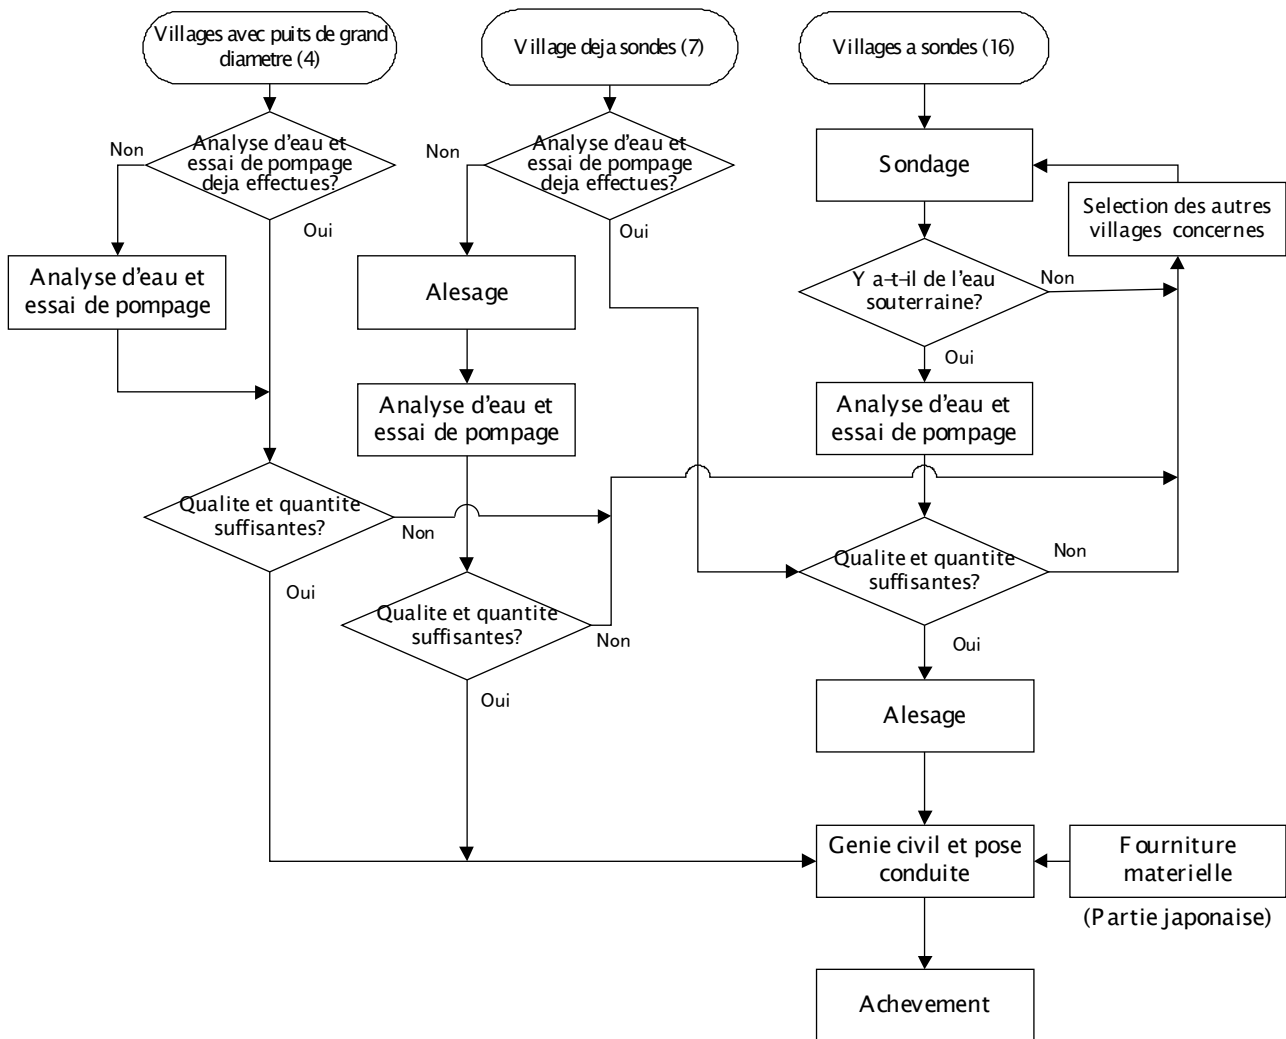 Villages avec puits de grand
diametre (4)
Village deja sondes (7)
Villages a sondes (16)
Analyse d'eau et
essai de pompage
deja effectues?
Non
Oui
Analyse d'eau et
essai de pompage
deja effectues?
Non
Oui
Sondage
Selection des autres
villages concernes
Analyse d'eau et
essai de pompage
Alesage
Y a-t-il de l'eau
souterraine?
Non
Oui
Analyse d'eau et
essai de pompage
Analyse d'eau et
essai de pompage
Qualite et quantite
suffisantes?
Non
Oui
Qualite et quantite
suffisantes?
Non
Oui
Qualite et quantite
suffisantes?
Non
Oui
Alesage
Genie civil et pose
conduite
Fourniture
materielle
(Partie japonaise)
Achevement